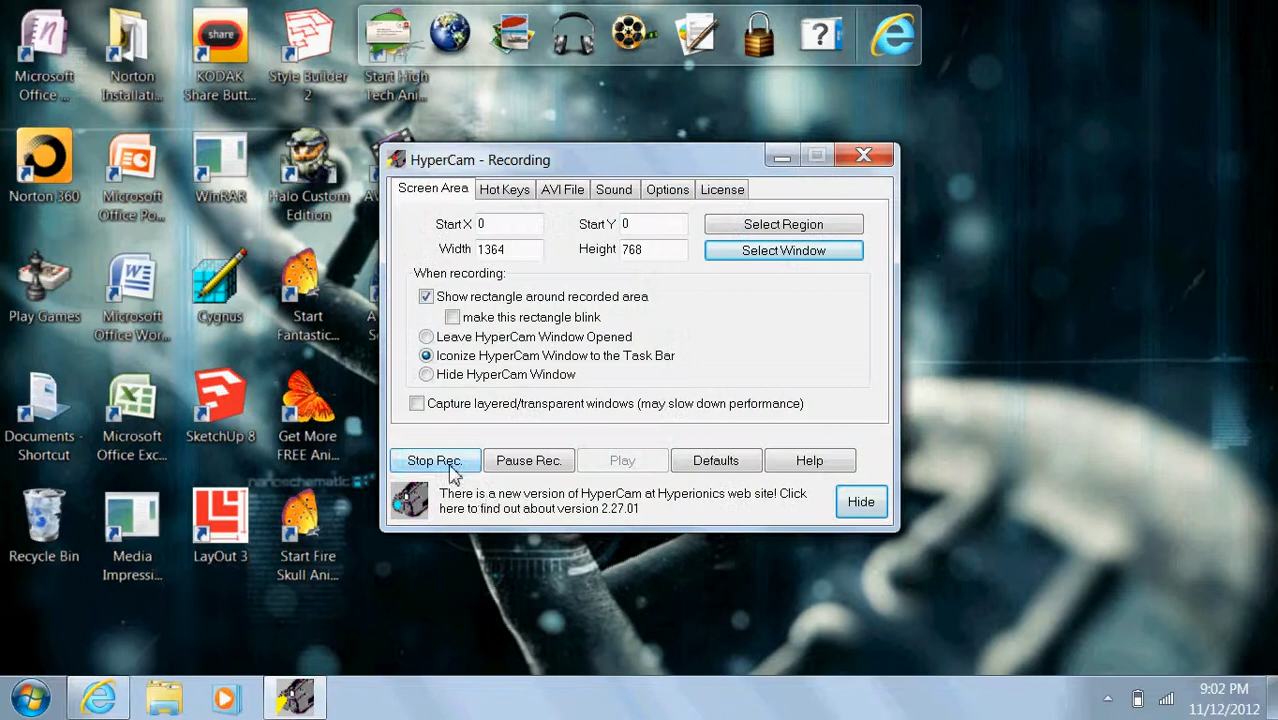 share
Microsoft
Office ...
Norton
Installati...
KODAK
Share Butt...
Style Builder
2
Start High
Tech Ani...
Norton 360
Microsoft
Office Po...
WinRAR
Halo Custom
Edition
Play Games
Microsoft
Office Wor...
Cygnus
Start
Fantastic...
Documents -
Shortcut
Microsoft
Office Exc...
SketchUp 8
Get More
FREE Ani...
Recycle Bin
Media
Impressi...
LayOut 3
Start Fire
Skull Ani...
nanoschematic
HyperCam - Recording
Screen Area
Hot Keys
AVI File
Sound
Options
License
Start X 0
Start Y 0
Select Region
Width 1364
Height 768
Select Window
When recording:
Show rectangle around recorded area
make this rectangle blink
Leave HyperCam Window Opened
Iconize HyperCam Window to the Task Bar
Hide HyperCam Window
Capture layered/transparent windows (may slow down performance)
Stop Rec.
Pause Rec.
Play
Defaults
Help
There is a new version of HyperCam at Hyperionics web site! Click
here to find out about version 2.27.01
Hide
9:02 PM
11/12/2012